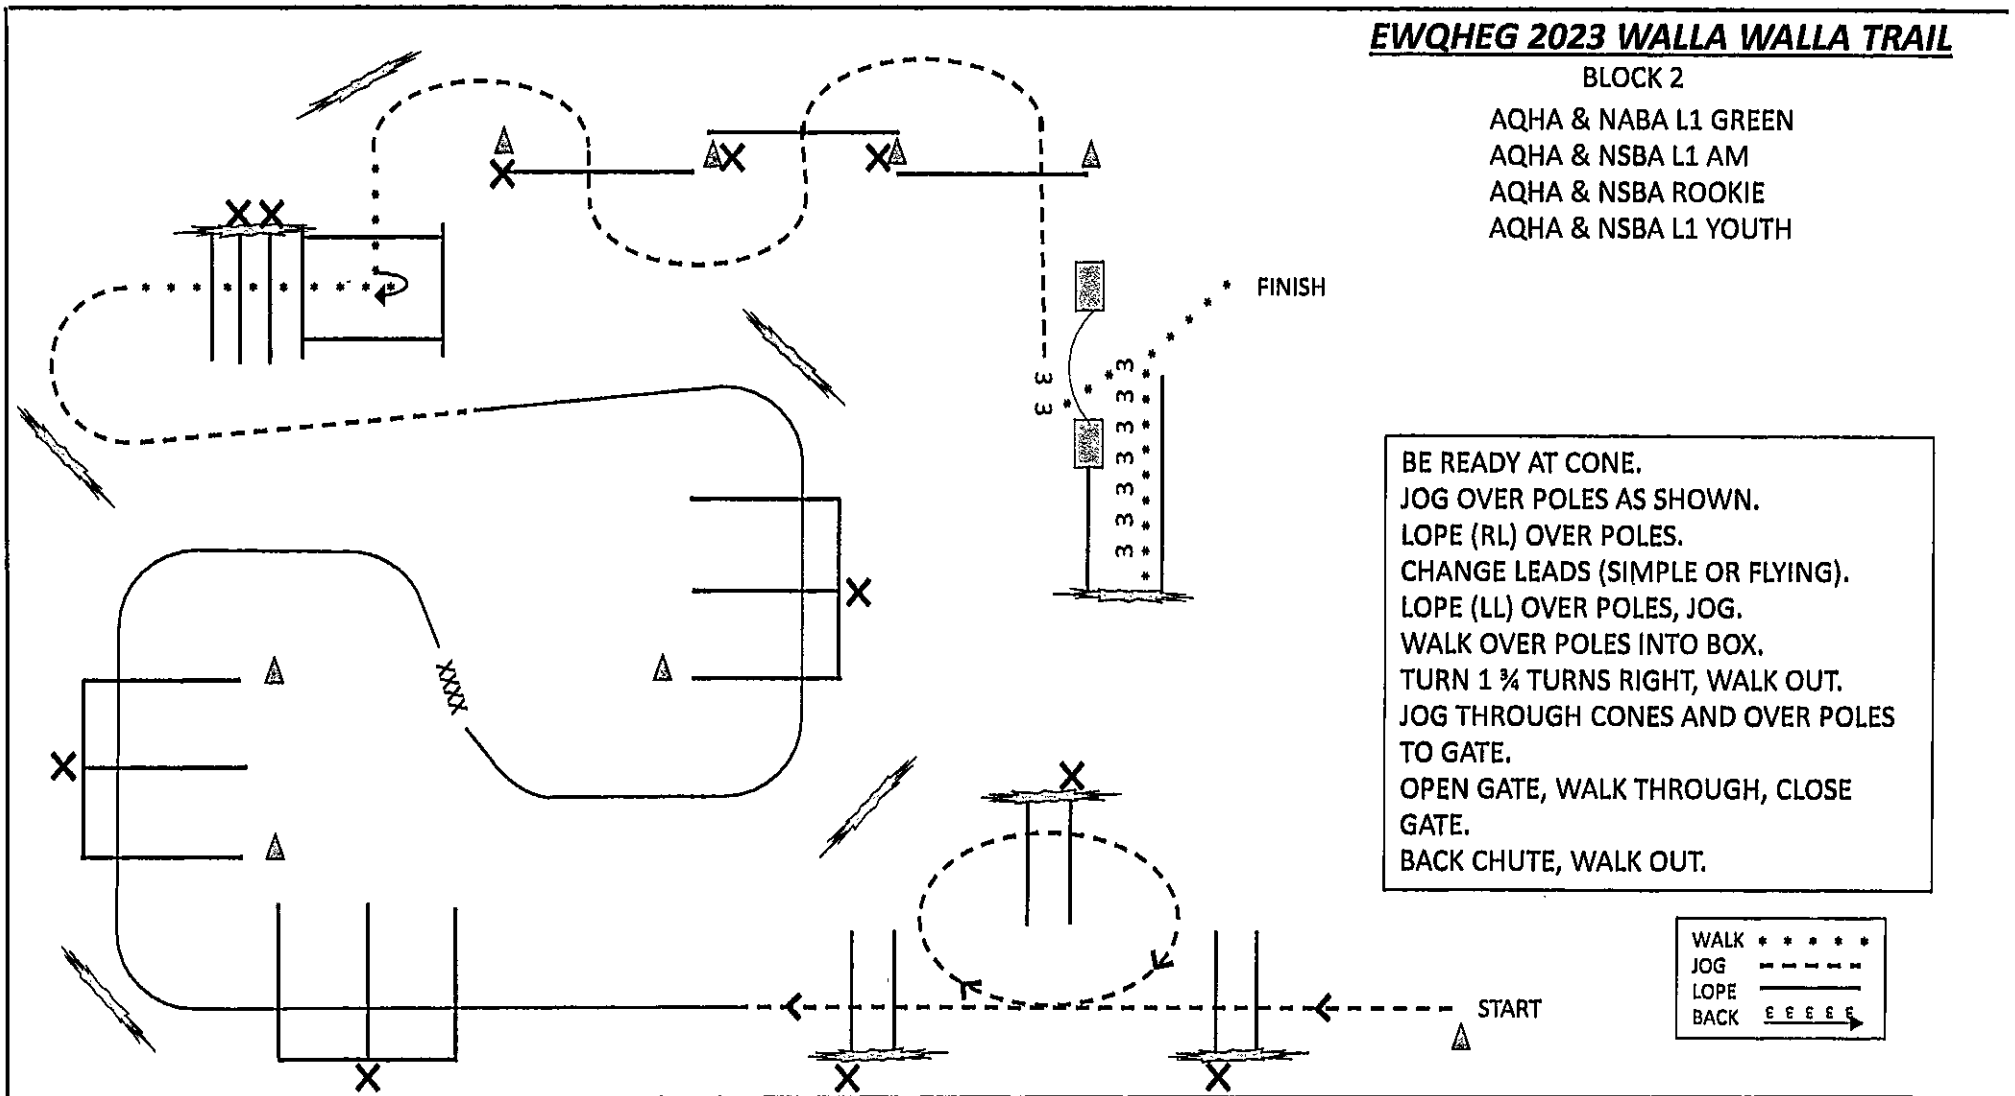 EWQHEG 2023 WALLA WALLA TRAIL
BLOCK 2
AQHA & NABA L1 GREEN
AQHA & NSBA L1 AM
AQHA & NSBA ROOKIE
AQHA & NSBA L1 YOUTH
FINISH
BE READY AT CONE.
JOG OVER POLES AS SHOWN.
LOPE (RL) OVER POLES.
CHANGE LEADS (SIMPLE OR FLYING).
LOPE (LL) OVER POLES, JOG.
WALK OVER POLES INTO BOX.
TURN 1 ¾ TURNS RIGHT, WALK OUT.
JOG THROUGH CONES AND OVER POLES
TO GATE.
OPEN GATE, WALK THROUGH, CLOSE
GATE.
BACK CHUTE, WALK OUT.
XXXX
START
WALK
JOG
LOPE
BACK